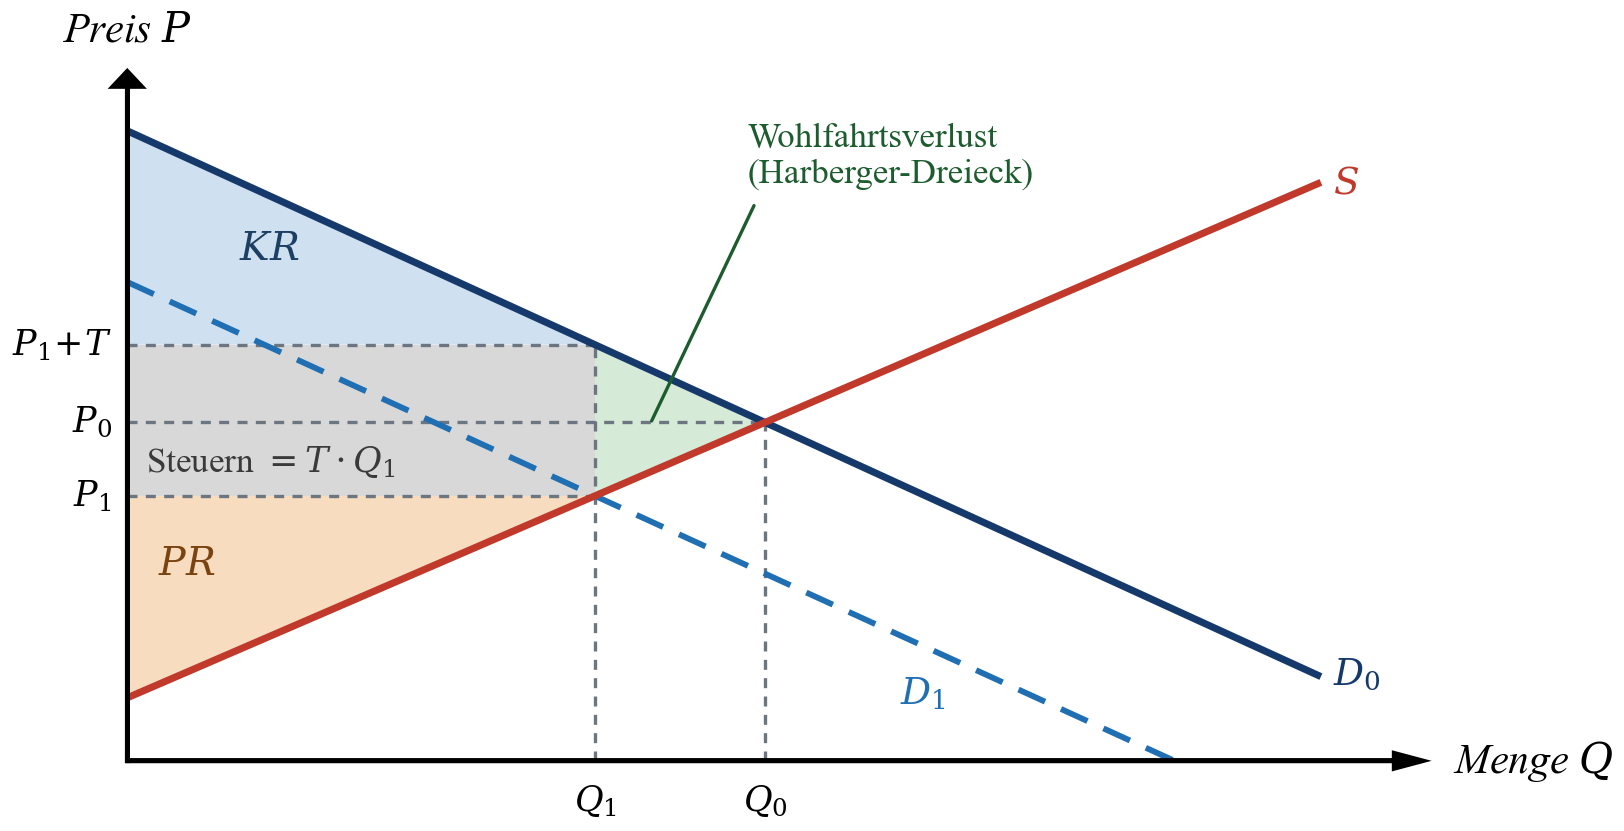 Preis P
Wohlfahrtsverlust
(Harberger-Dreieck)
S
KR
P₁+T
P₀
Steuern = T · Q₁
P₁
PR
D₀
D₁
Menge Q
Q₁
Q₀